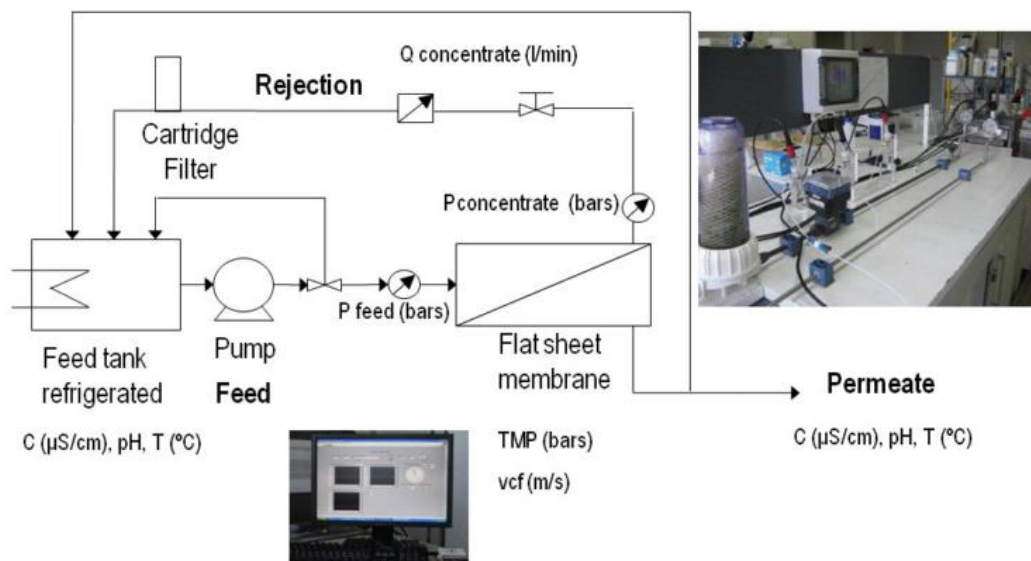 Q concentrate (l/min)
Rejection
Cartridge
Filter
Pconcentrate (bars)
P feed (bars)
Feed tank
refrigerated
Pump
Feed
Flat sheet
membrane
Permeate
C (µS/cm), pH, T (ºC)
TMP (bars)
vcf (m/s)
C (µS/cm), pH, T (ºC)